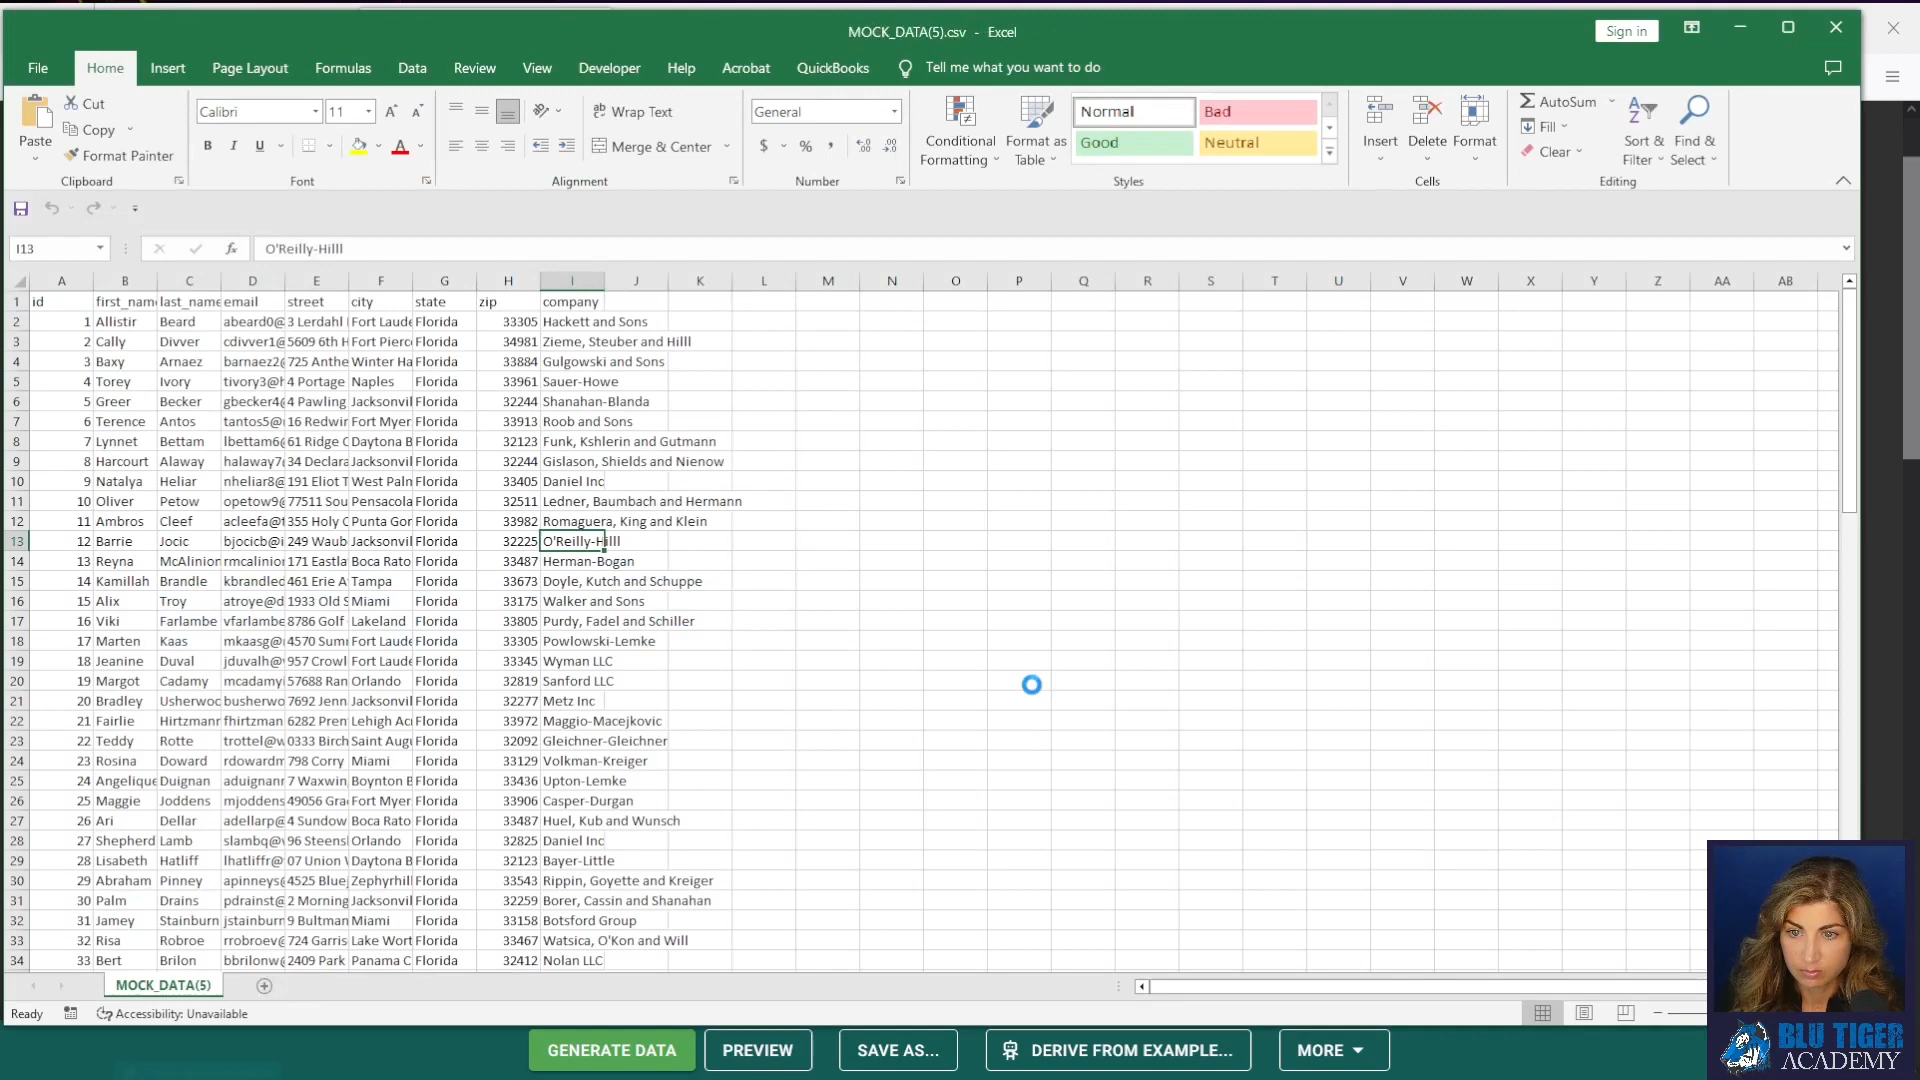 MOCK_DATA(5).csv - Excel
Sign in
File Home Insert Page Layout Formulas Data Review View Developer Help Acrobat QuickBooks Tell me what you want to do
Paste Cut Copy Format Painter
Calibri 11
B I U A
Wrap Text
Merge & Center
General
$ % ,
Conditional Formatting
Format as Table
Normal Bad
Good Neutral
Insert Delete Format
AutoSum
Fill
Clear
Sort & Filter
Find & Select
Clipboard Font Alignment Number Styles Cells Editing
I13 fx O'Reilly-Hilll
A B C D E F G H I J K L M N O P Q R S T U V W X Y Z AA AB
1 id first_name last_name email street city state zip company
2 1 Allistir Beard abeard0@ 3 Lerdahl Fort Laude Florida 33305 Hackett and Sons
3 2 Cally Divver cdivver1@ 5609 6th H Fort Pierc Florida 34981 Zieme, Steuber and Hilll
4 3 Baxy Arnaez barnaez2@ 725 Anthe Winter Ha Florida 33884 Gulgowski and Sons
5 4 Torey Ivory tivory3@h 4 Portage Naples Florida 33961 Sauer-Howe
6 5 Greer Becker gbecker4@ 4 Pawling Jacksonvil Florida 32244 Shanahan-Blanda
7 6 Terence Antos tantos5@ 16 Redwin Fort Myer Florida 33913 Roob and Sons
8 7 Lynnet Bettam lbettam6@ 61 Ridge C Daytona B Florida 32123 Funk, Kshlerin and Gutmann
9 8 Harcourt Alaway halaway7@ 34 Declara Jacksonvil Florida 32244 Gislason, Shields and Nienow
10 9 Natalya Heliar nheliar8@ 191 Eliot T West Palm Florida 33405 Daniel Inc
11 10 Oliver Petow opetow9@ 77511 Sou Pensacola Florida 32511 Ledner, Baumbach and Hermann
12 11 Ambros Cleef acleefa@ 355 Holy C Punta Gor Florida 33982 Romaguera, King and Klein
13 12 Barrie Jocic bjocicb@i 249 Waub Jacksonvil Florida 32225 O'Reilly-Hilll
14 13 Reyna McAlinion rmcalinion 171 Eastla Boca Rato Florida 33487 Herman-Bogan
15 14 Kamillah Brandle kbrandled 461 Erie A Tampa Florida 33673 Doyle, Kutch and Schuppe
16 15 Alix Troy atroye@d 1933 Old S Miami Florida 33175 Walker and Sons
17 16 Viki Farlambe vfarlambe 8786 Golf Lakeland Florida 33805 Purdy, Fadel and Schiller
18 17 Marten Kaas mkaasg@ 4570 Sum Fort Laude Florida 33305 Powlowski-Lemke
19 18 Jeanine Duval jduvalh@ 957 Crowl Fort Laude Florida 33345 Wyman LLC
20 19 Margot Cadamy mcadamyi 57688 Ran Orlando Florida 32819 Sanford LLC
21 20 Bradley Usherwoo busherwo 7692 Jenn Jacksonvil Florida 32277 Metz Inc
22 21 Fairlie Hirtzmann fhirtzman 6282 Pren Lehigh Acr Florida 33972 Maggio-Macejkovic
23 22 Teddy Rotte trottel@w 0333 Birch Saint Augu Florida 32092 Gleichner-Gleichner
24 23 Rosina Doward rdowardm 798 Corry Miami Florida 33129 Volkman-Kreiger
25 24 Angelique Duignan aduignann 7 Waxwin Boynton B Florida 33436 Upton-Lemke
26 25 Maggie Joddens mjoddens 49056 Gra Fort Myer Florida 33906 Casper-Durgan
27 26 Ari Dellar adellarp@ 4 Sundow Boca Rato Florida 33487 Huel, Kub and Wunsch
28 27 Shepherd Lamb slambq@ 96 Steens Orlando Florida 32825 Daniel Inc
29 28 Lisabeth Hatliff lhatliffr@ 07 Union Daytona B Florida 32123 Bayer-Little
30 29 Abraham Pinney apinneys@ 4525 Blue Zephyrhill Florida 33543 Rippin, Goyette and Kreiger
31 30 Palm Drains pdrainst@ 2 Morning Jacksonvil Florida 32259 Borer, Cassin and Shanahan
32 31 Jamey Stainburn jstainburn 9 Bultman Miami Florida 33158 Botsford Group
33 32 Risa Robroe rrobroev@ 724 Garris Lake Wort Florida 33467 Watsica, O'Kon and Will
34 33 Bert Brilon bbrilonw@ 2409 Park Panama C Florida 32412 Nolan LLC
MOCK_DATA(5)
Ready Accessibility: Unavailable
GENERATE DATA PREVIEW SAVE AS... DERIVE FROM EXAMPLE... MORE
BLU TIGER
ACADEMY